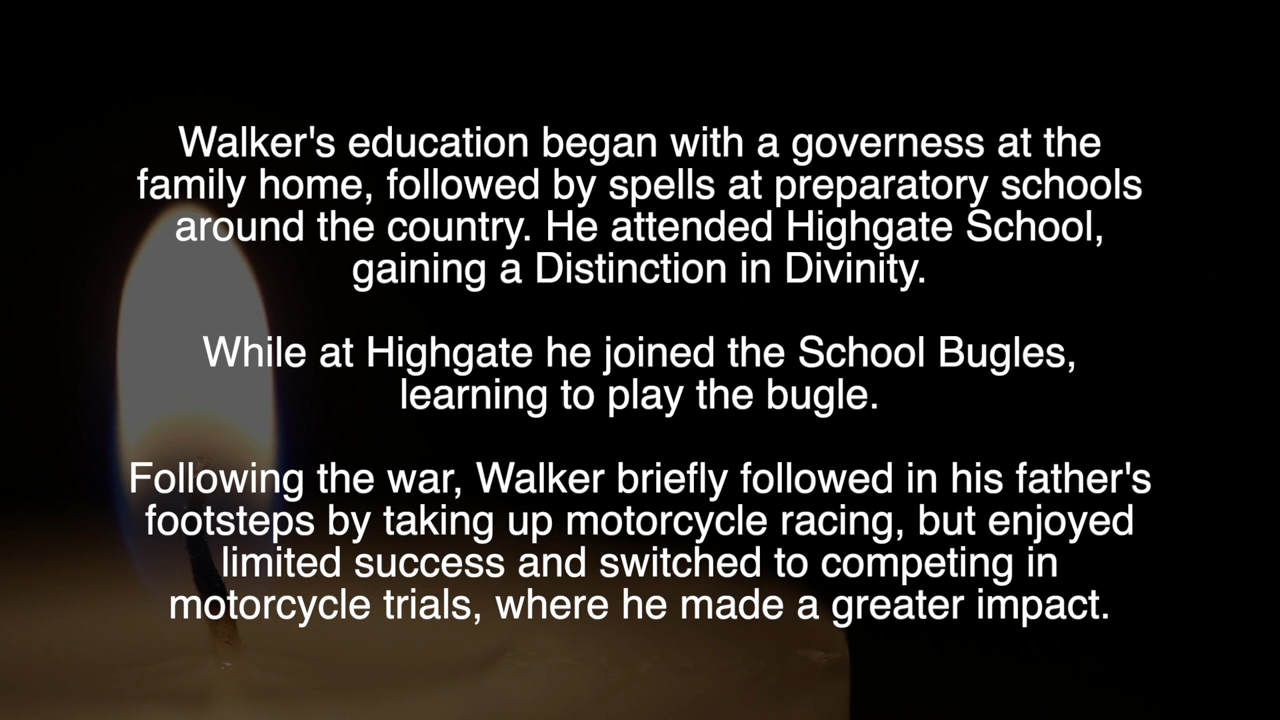 Walker's education began with a governess at the
family home, followed by spells at preparatory schools
around the country. He attended Highgate School,
gaining a Distinction in Divinity.
While at Highgate he joined the School Bugles,
learning to play the bugle.
Following the war, Walker briefly followed in his father's
footsteps by taking up motorcycle racing, but enjoyed
limited success and switched to competing in
motorcycle trials, where he made a greater impact.